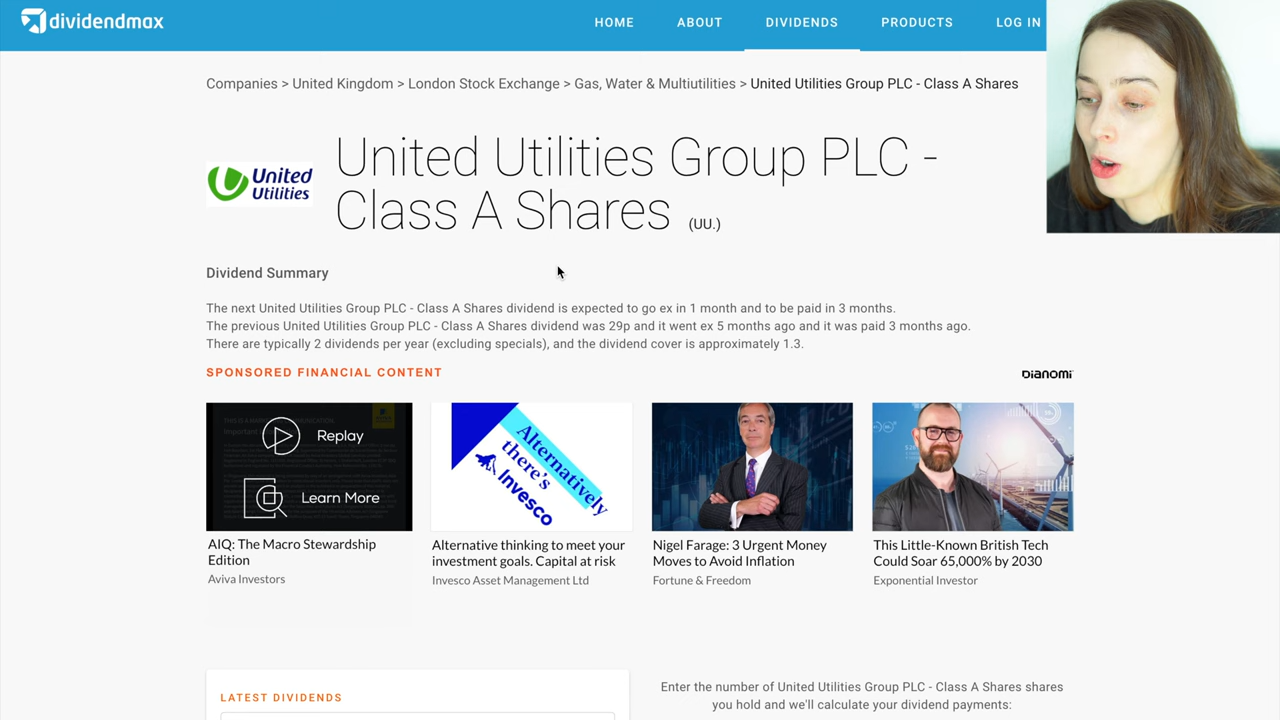 dividendmax
HOME ABOUT DIVIDENDS PRODUCTS LOG IN
Companies > United Kingdom > London Stock Exchange > Gas, Water & Multiutilities > United Utilities Group PLC - Class A Shares
United
Utilities
United Utilities Group PLC -
Class A Shares (UU.)
Dividend Summary
The next United Utilities Group PLC - Class A Shares dividend is expected to go ex in 1 month and to be paid in 3 months.
The previous United Utilities Group PLC - Class A Shares dividend was 29p and it went ex 5 months ago and it was paid 3 months ago.
There are typically 2 dividends per year (excluding specials), and the dividend cover is approximately 1.3.
SPONSORED FINANCIAL CONTENT
DIANOMI
Replay
Learn More
AIQ: The Macro Stewardship
Edition
Aviva Investors
Alternatively
there's
Invesco
Alternative thinking to meet your
investment goals. Capital at risk
Invesco Asset Management Ltd
Nigel Farage: 3 Urgent Money
Moves to Avoid Inflation
Fortune & Freedom
This Little-Known British Tech
Could Soar 65,000% by 2030
Exponential Investor
LATEST DIVIDENDS
Enter the number of United Utilities Group PLC - Class A Shares shares
you hold and we'll calculate your dividend payments: